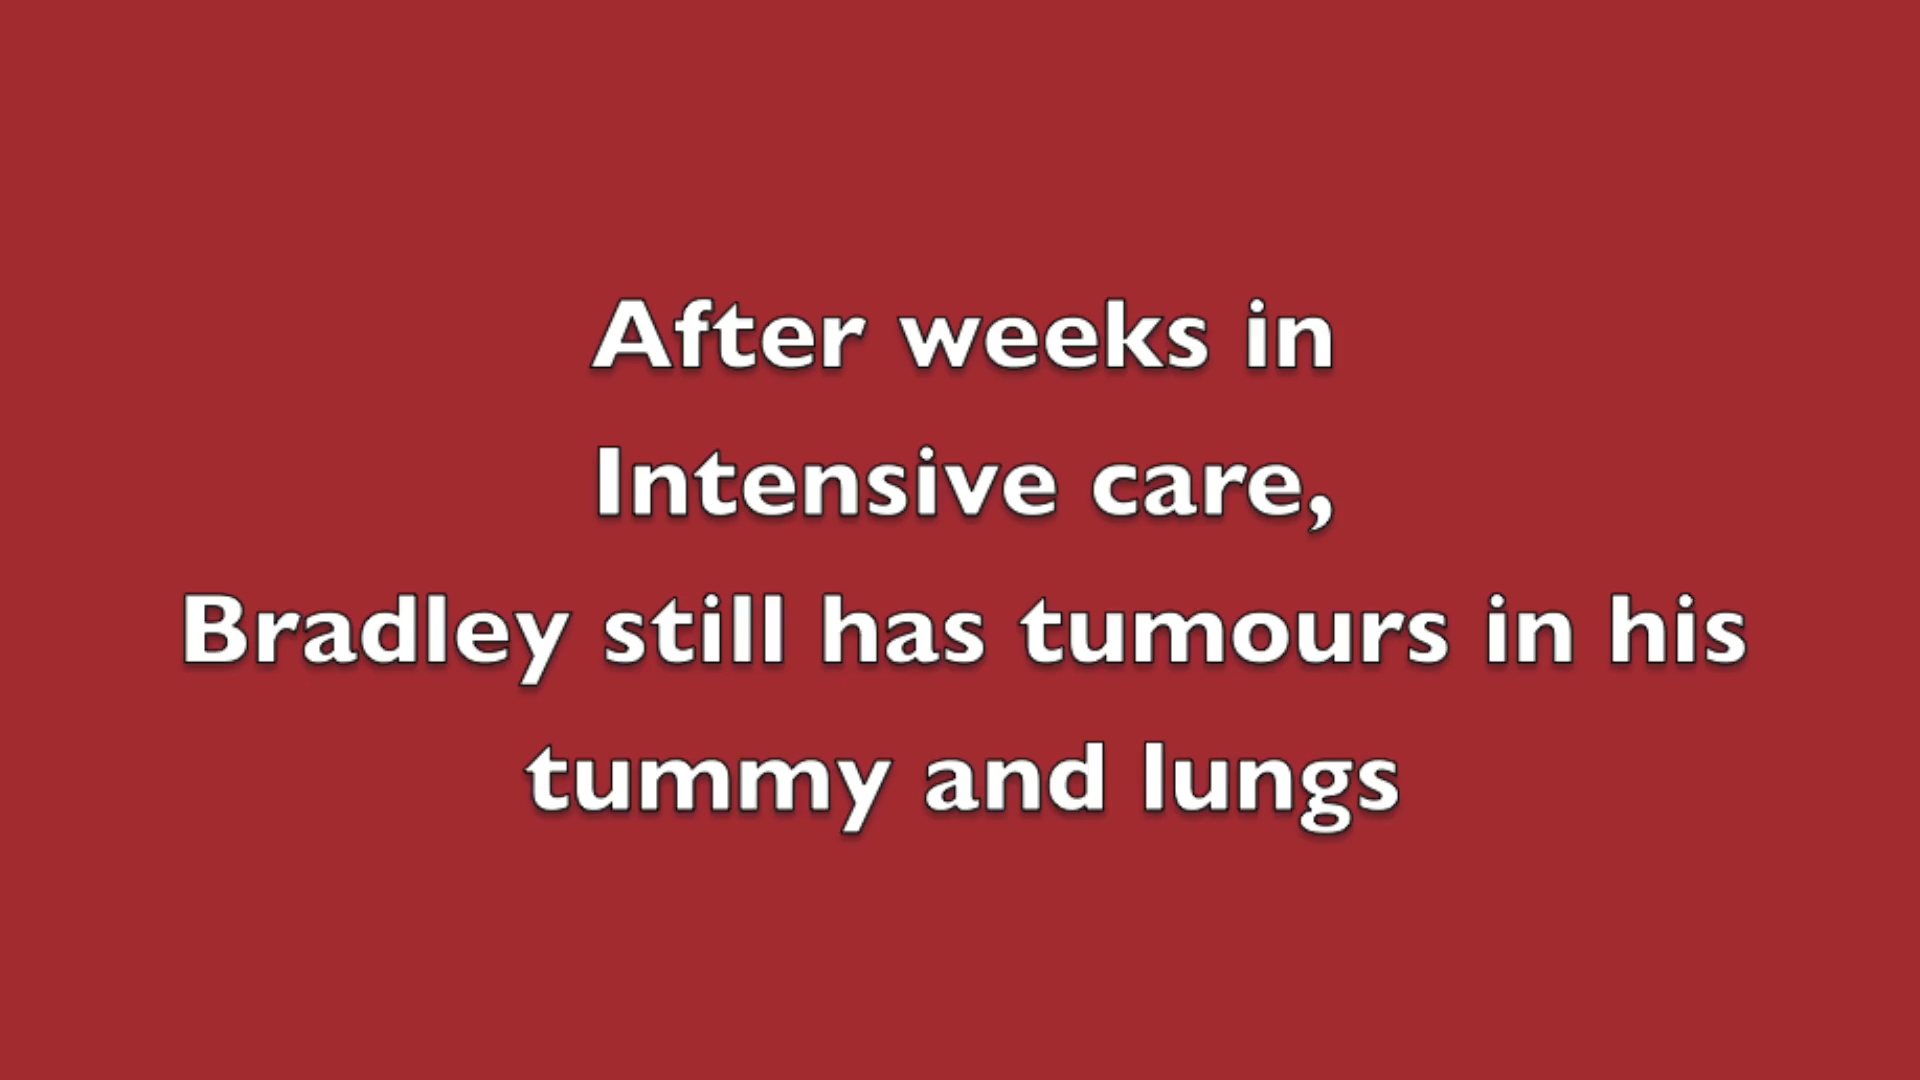 After weeks in
Intensive care,
Bradley still has tumours in his
tummy and lungs